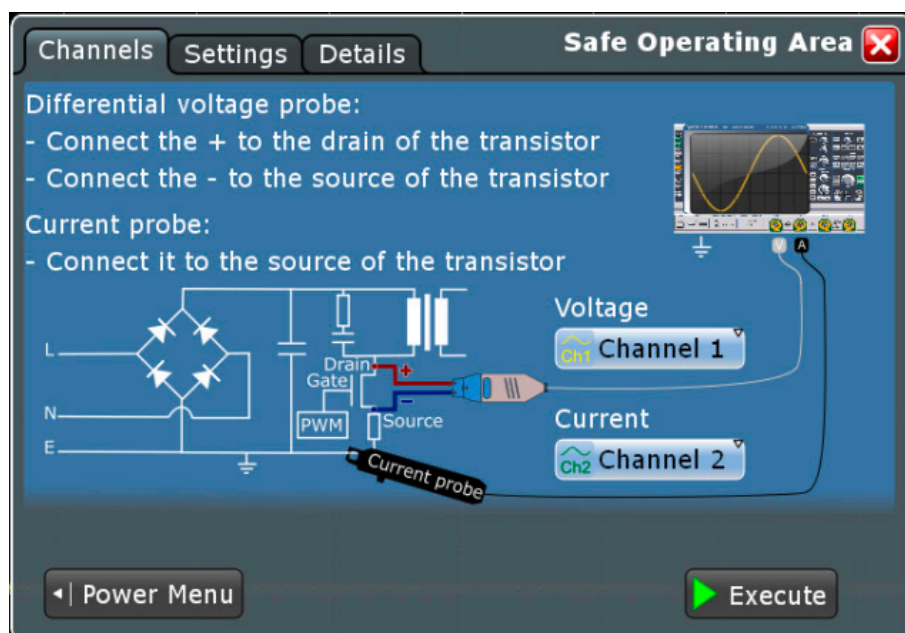 Channels
Settings
Details
Safe Operating Area
Differential voltage probe:
- Connect the + to the drain of the transistor
- Connect the - to the source of the transistor
Current probe:
- Connect it to the source of the transistor
V
A
L
N
E
Drain
Gate
PWM
Source
+
-
Current probe
Voltage
Ch1 Channel 1
Current
Ch2 Channel 2
Power Menu
Execute